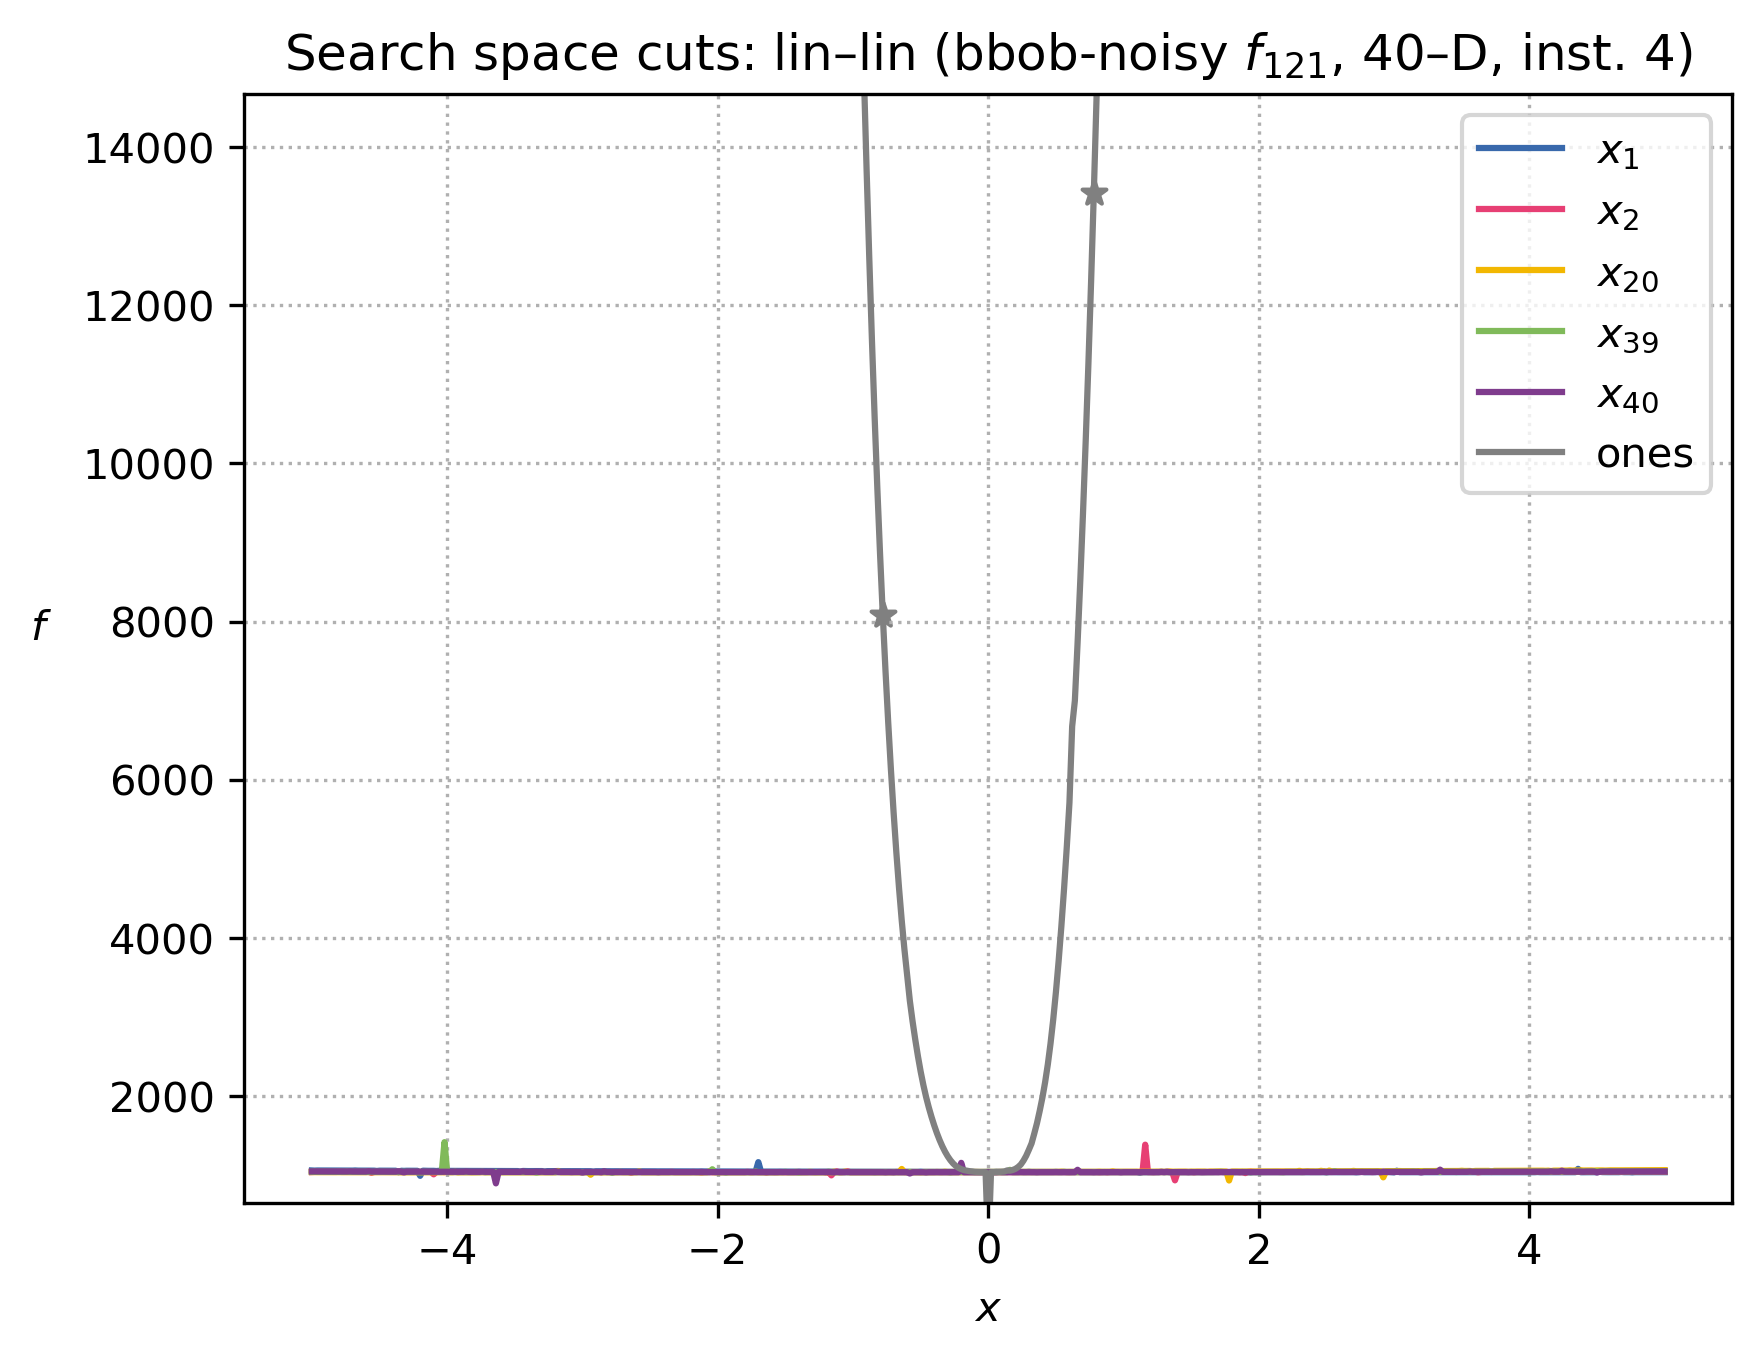 Search space cuts: lin–lin (bbob-noisy f₁₂₁, 40–D, inst. 4)
14000
12000
10000
8000
6000
4000
2000
f
−4
−2
0
2
4
x
x₁
x₂
x₂₀
x₃₉
x₄₀
ones